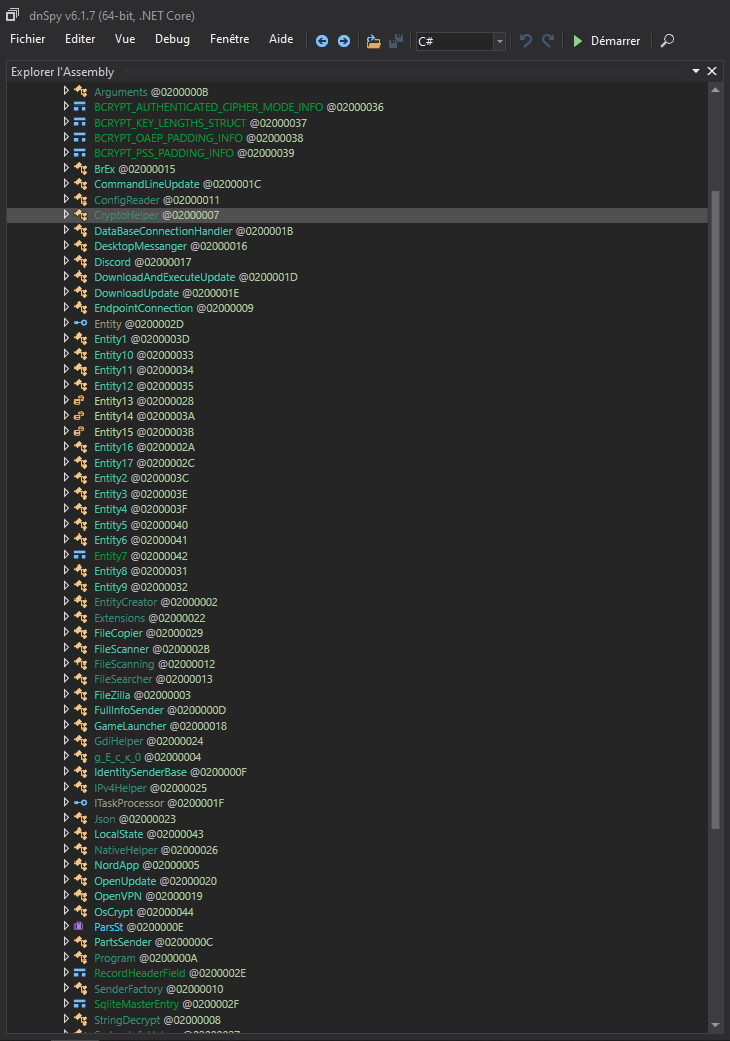 dnSpy v6.1.7 (64-bit, .NET Core)
Fichier Editer Vue Debug Fenêtre Aide C# Démarrer
Explorer l'Assembly
Arguments @0200000B
BCRYPT_AUTHENTICATED_CIPHER_MODE_INFO @02000036
BCRYPT_KEY_LENGTHS_STRUCT @02000037
BCRYPT_OAEP_PADDING_INFO @02000038
BCRYPT_PSS_PADDING_INFO @02000039
BrEx @02000015
CommandLineUpdate @0200001C
ConfigReader @02000011
CryptoHelper @02000007
DataBaseConnectionHandler @0200001B
DesktopMessanger @02000016
Discord @02000017
DownloadAndExecuteUpdate @0200001D
DownloadUpdate @0200001E
EndpointConnection @02000009
Entity @0200002D
Entity1 @0200003D
Entity10 @02000033
Entity11 @02000034
Entity12 @02000035
Entity13 @02000028
Entity14 @0200003A
Entity15 @0200003B
Entity16 @0200002A
Entity17 @0200002C
Entity2 @0200003C
Entity3 @0200003E
Entity4 @0200003F
Entity5 @02000040
Entity6 @02000041
Entity7 @02000042
Entity8 @02000031
Entity9 @02000032
EntityCreator @02000002
Extensions @02000022
FileCopier @02000029
FileScanner @0200002B
FileScanning @02000012
FileSearcher @02000013
FileZilla @02000003
FullInfoSender @0200000D
GameLauncher @02000018
GdiHelper @02000024
g_E_c_к_0 @02000004
IdentitySenderBase @0200000F
IPv4Helper @02000025
ITaskProcessor @0200001F
Json @02000023
LocalState @02000043
NativeHelper @02000026
NordApp @02000005
OpenUpdate @02000020
OpenVPN @02000019
OsCrypt @02000044
ParsSt @0200000E
PartsSender @0200000C
Program @0200000A
RecordHeaderField @0200002E
SenderFactory @02000010
SqliteMasterEntry @0200002F
StringDecrypt @02000008